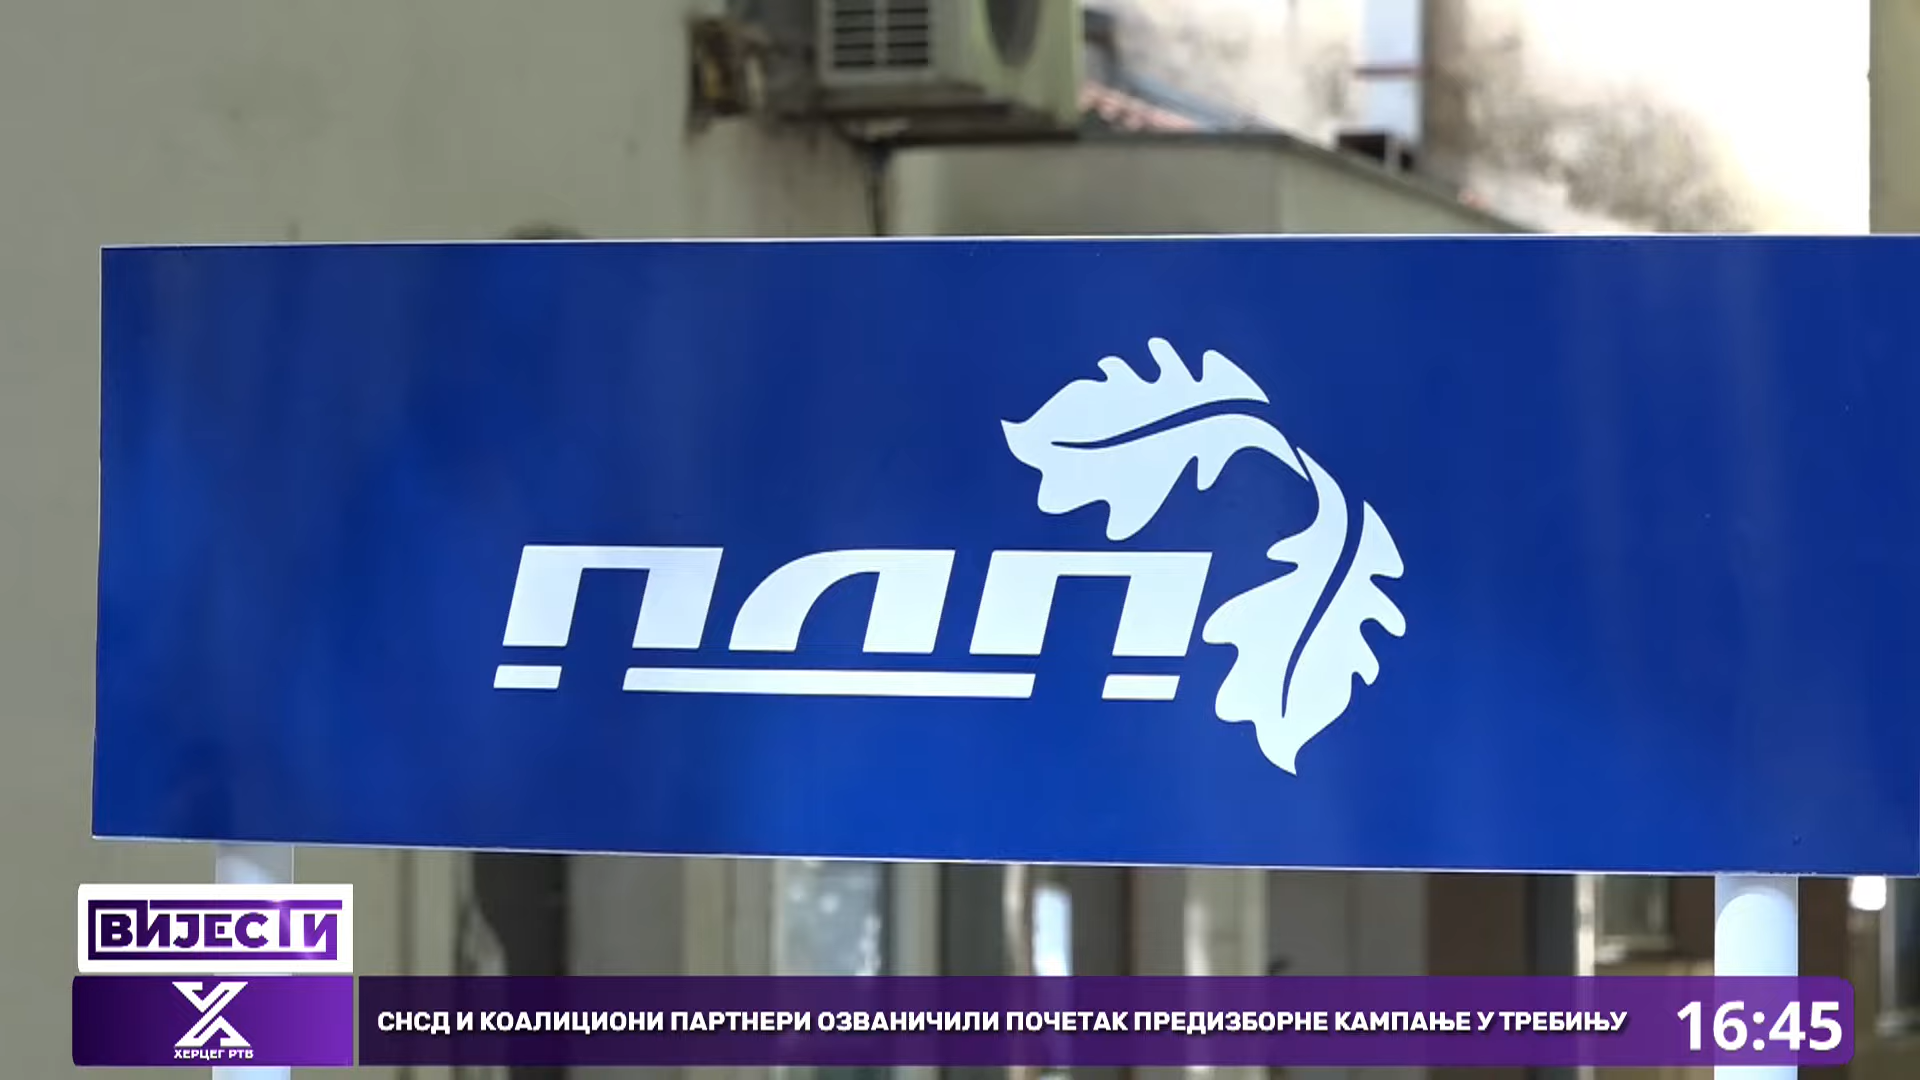 ПДП
ВИЈЕСТИ
ХЕРЦЕГ РТВ
СНСД И КОАЛИЦИОНИ ПАРТНЕРИ ОЗВАНИЧИЛИ ПОЧЕТАК ПРЕДИЗБОРНЕ КАМПАЊЕ У ТРЕБИЊУ
16:45